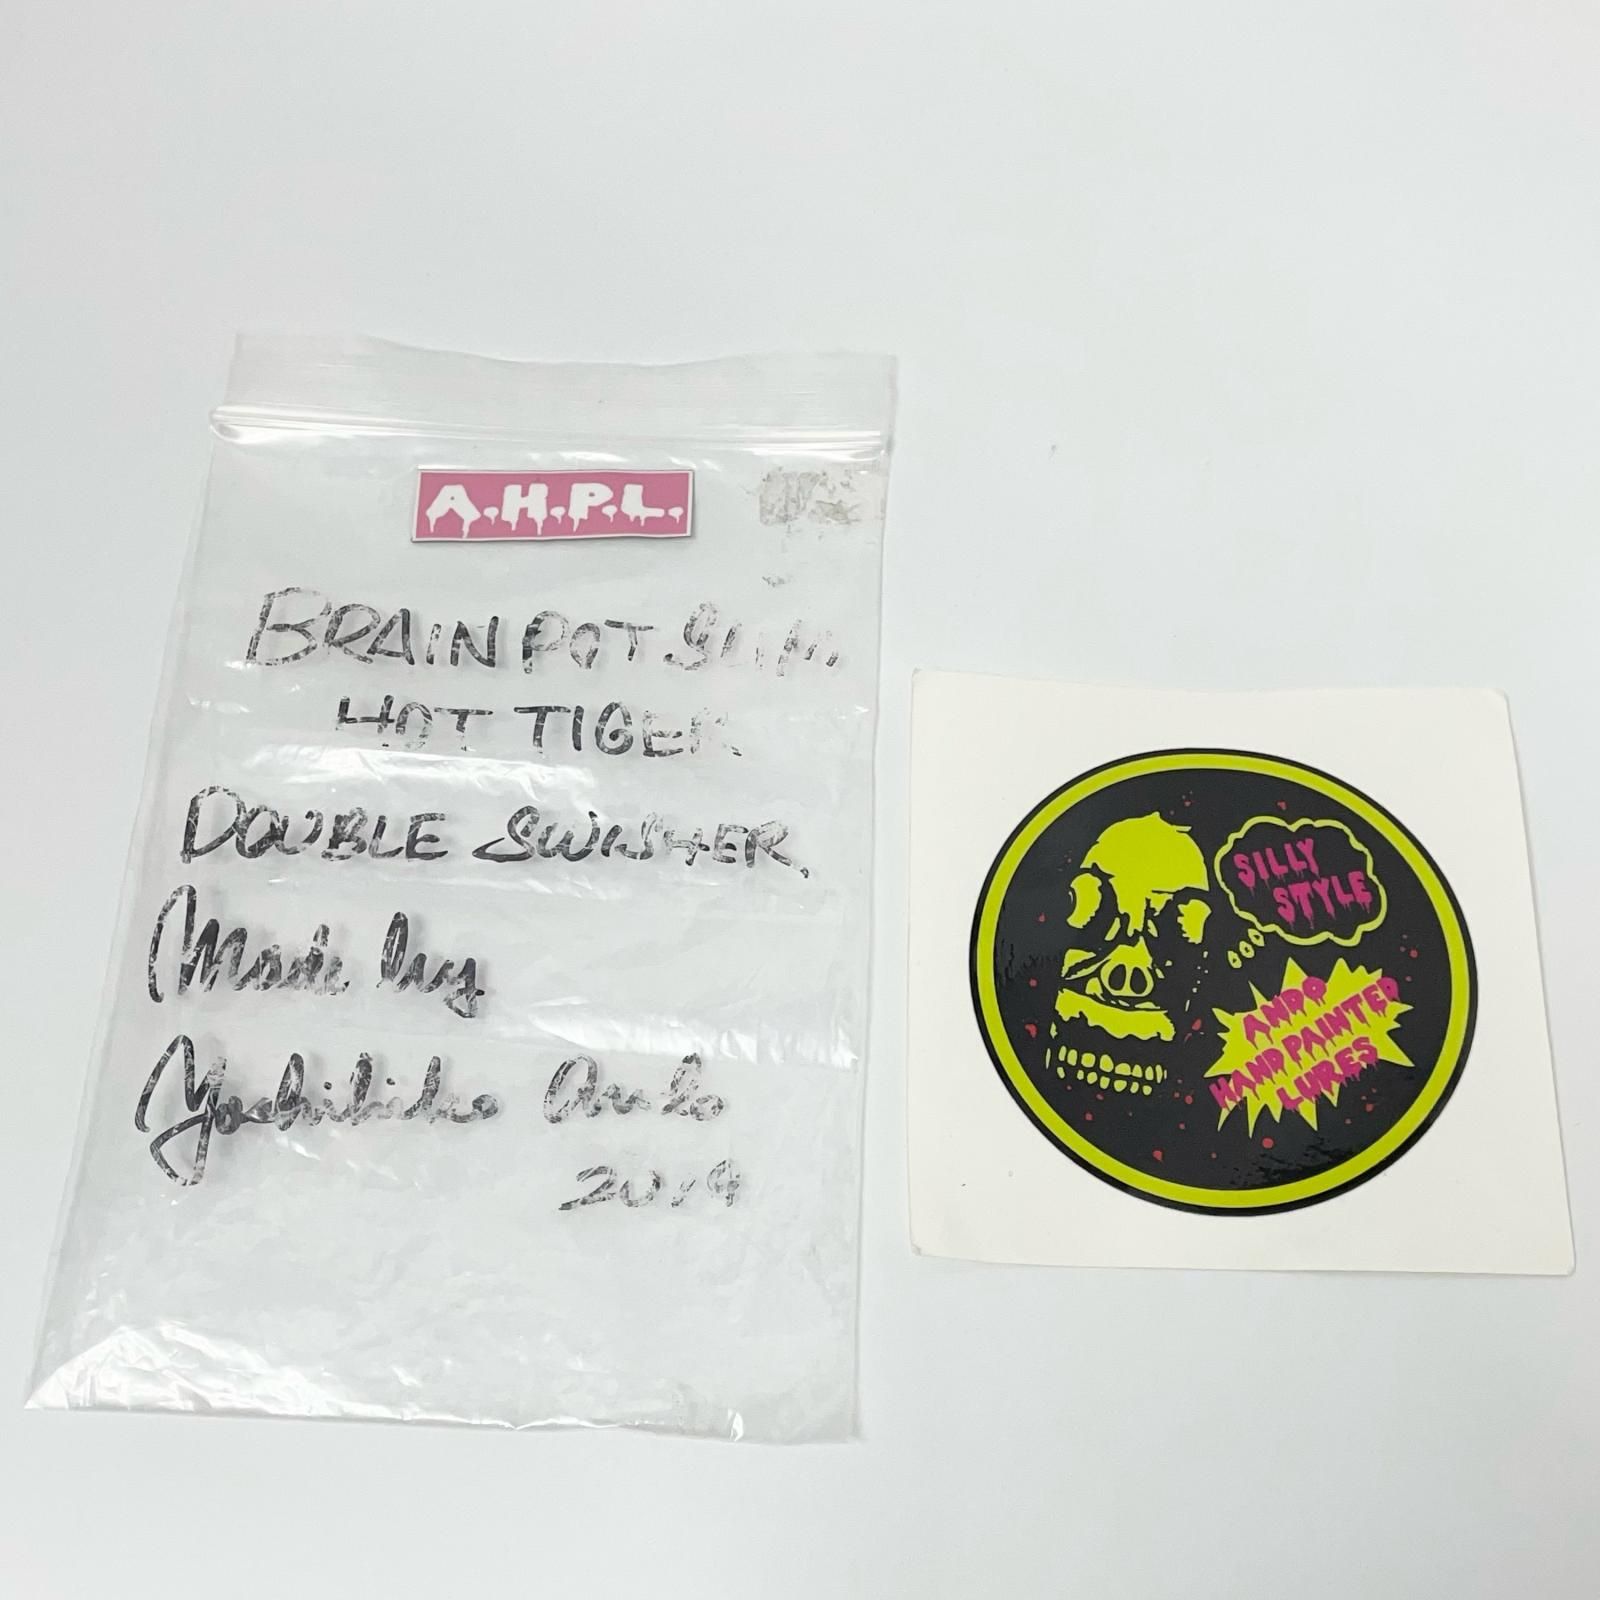 A.H.P.L.
BRAIN POT SLIM
HOT TIGER
DOUBLE SWISHER
Made by
Yoshihiko Ando
2019
SILLY
STYLE
ANDO
HAND PAINTED
LURES